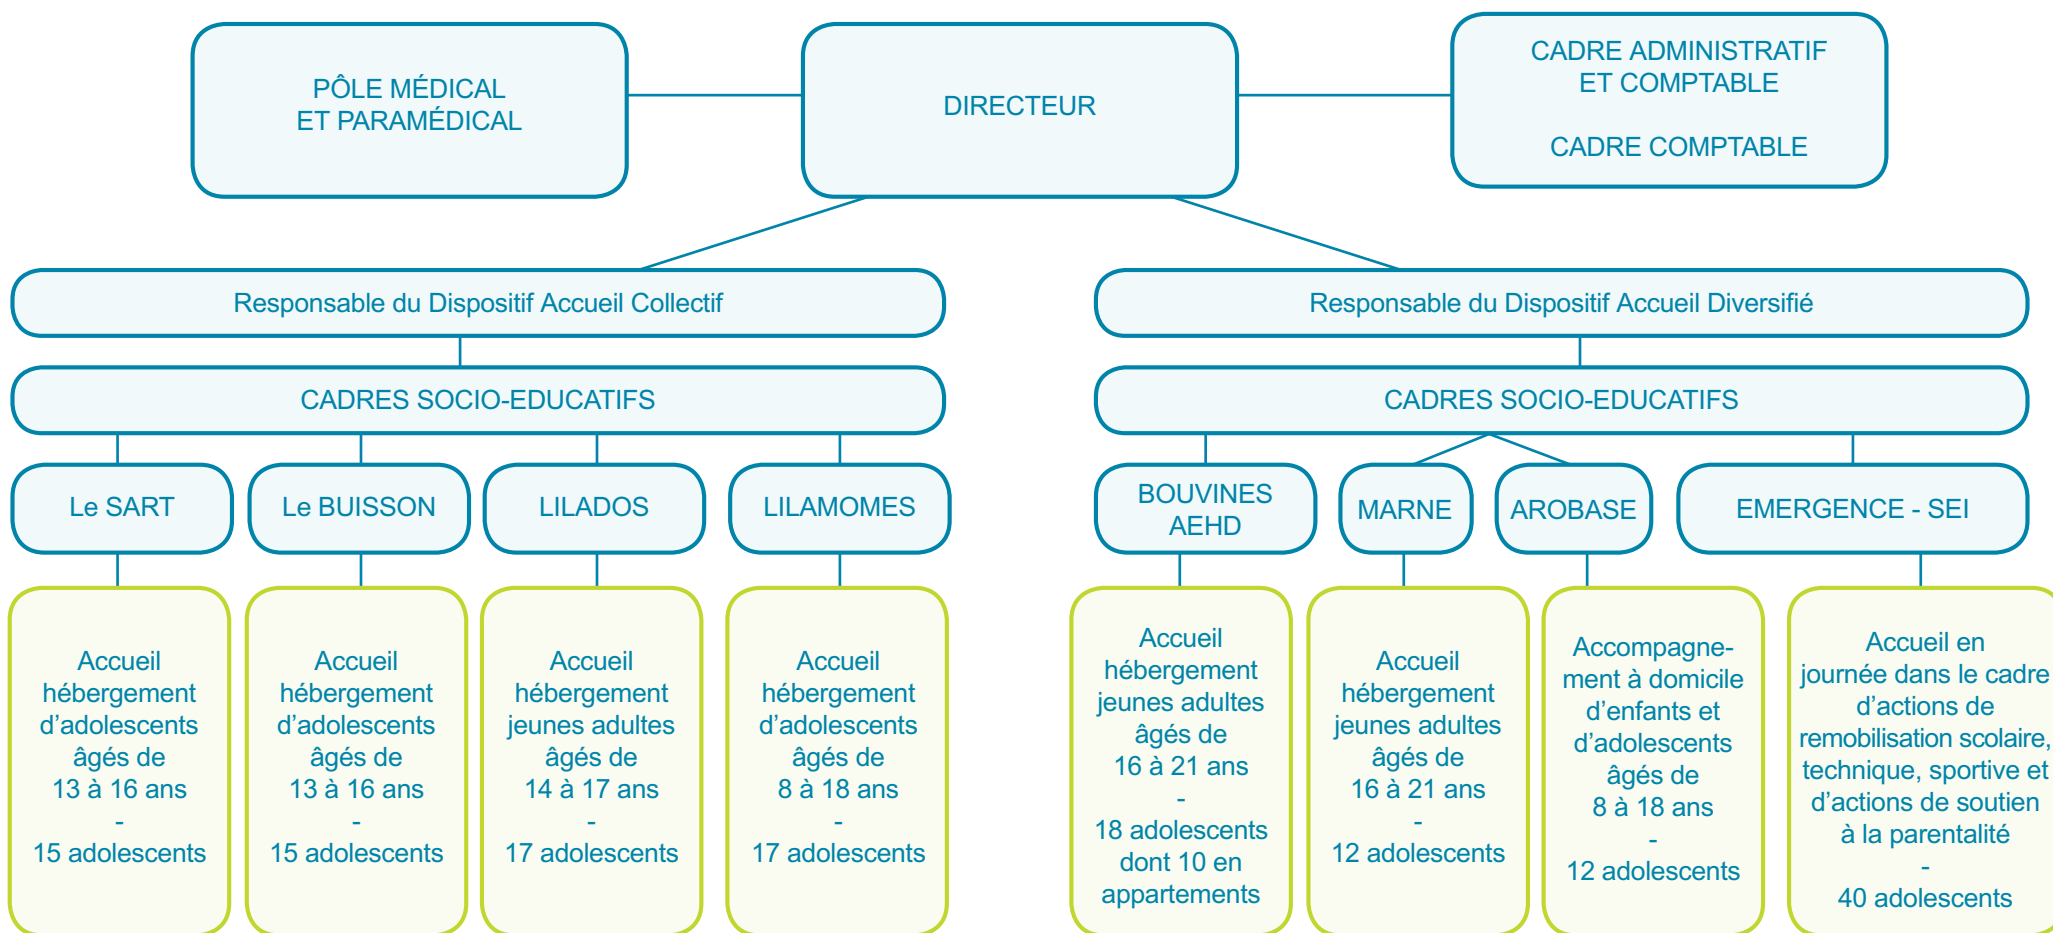 PÔLE MÉDICAL
ET PARAMÉDICAL
DIRECTEUR
CADRE ADMINISTRATIF
ET COMPTABLE
CADRE COMPTABLE
Responsable du Dispositif Accueil Collectif
Responsable du Dispositif Accueil Diversifié
CADRES SOCIO-EDUCATIFS
CADRES SOCIO-EDUCATIFS
Le SART
Le BUISSON
LILADOS
LILAMOMES
BOUVINES
AEHD
MARNE
AROBASE
EMERGENCE - SEI
Accueil
hébergement
d’adolescents
âgés de
13 à 16 ans
-
15 adolescents
Accueil
hébergement
d’adolescents
âgés de
13 à 16 ans
-
15 adolescents
Accueil
hébergement
jeunes adultes
âgés de
14 à 17 ans
-
17 adolescents
Accueil
hébergement
d’adolescents
âgés de
8 à 18 ans
-
17 adolescents
Accueil
hébergement
jeunes adultes
âgés de
16 à 21 ans
-
18 adolescents
dont 10 en
appartements
Accueil
hébergement
jeunes adultes
âgés de
16 à 21 ans
-
12 adolescents
Accompagne-
ment à domicile
d’enfants et
d’adolescents
âgés de
8 à 18 ans
-
12 adolescents
Accueil en
journée dans le cadre
d’actions de
remobilisation scolaire,
technique, sportive et
d’actions de soutien
à la parentalité
-
40 adolescents